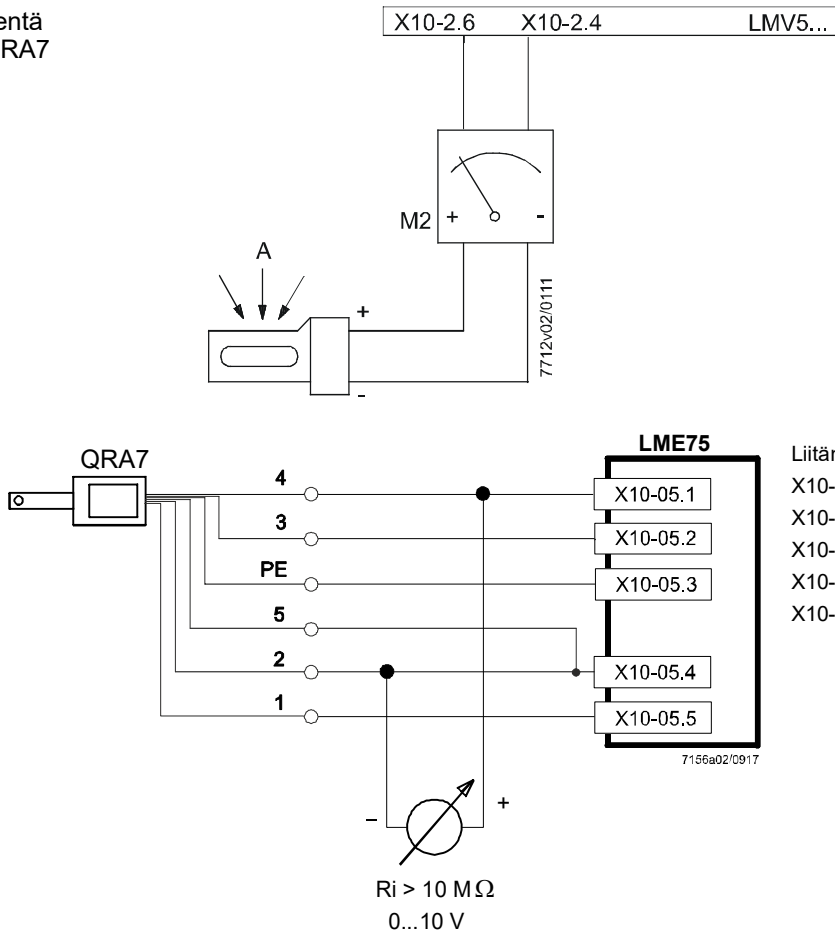 entä
RA7
X10-2.6 X10-2.4 LMV5...
M2 + -
A
+
-
7712v02/0111
QRA7
LME75
4
X10-05.1
3
X10-05.2
PE
X10-05.3
5
2
X10-05.4
1
X10-05.5
7156a02/0917
Liitär
X10-
X10-
X10-
X10-
X10-
– +
Ri > 10 MΩ
0...10 V